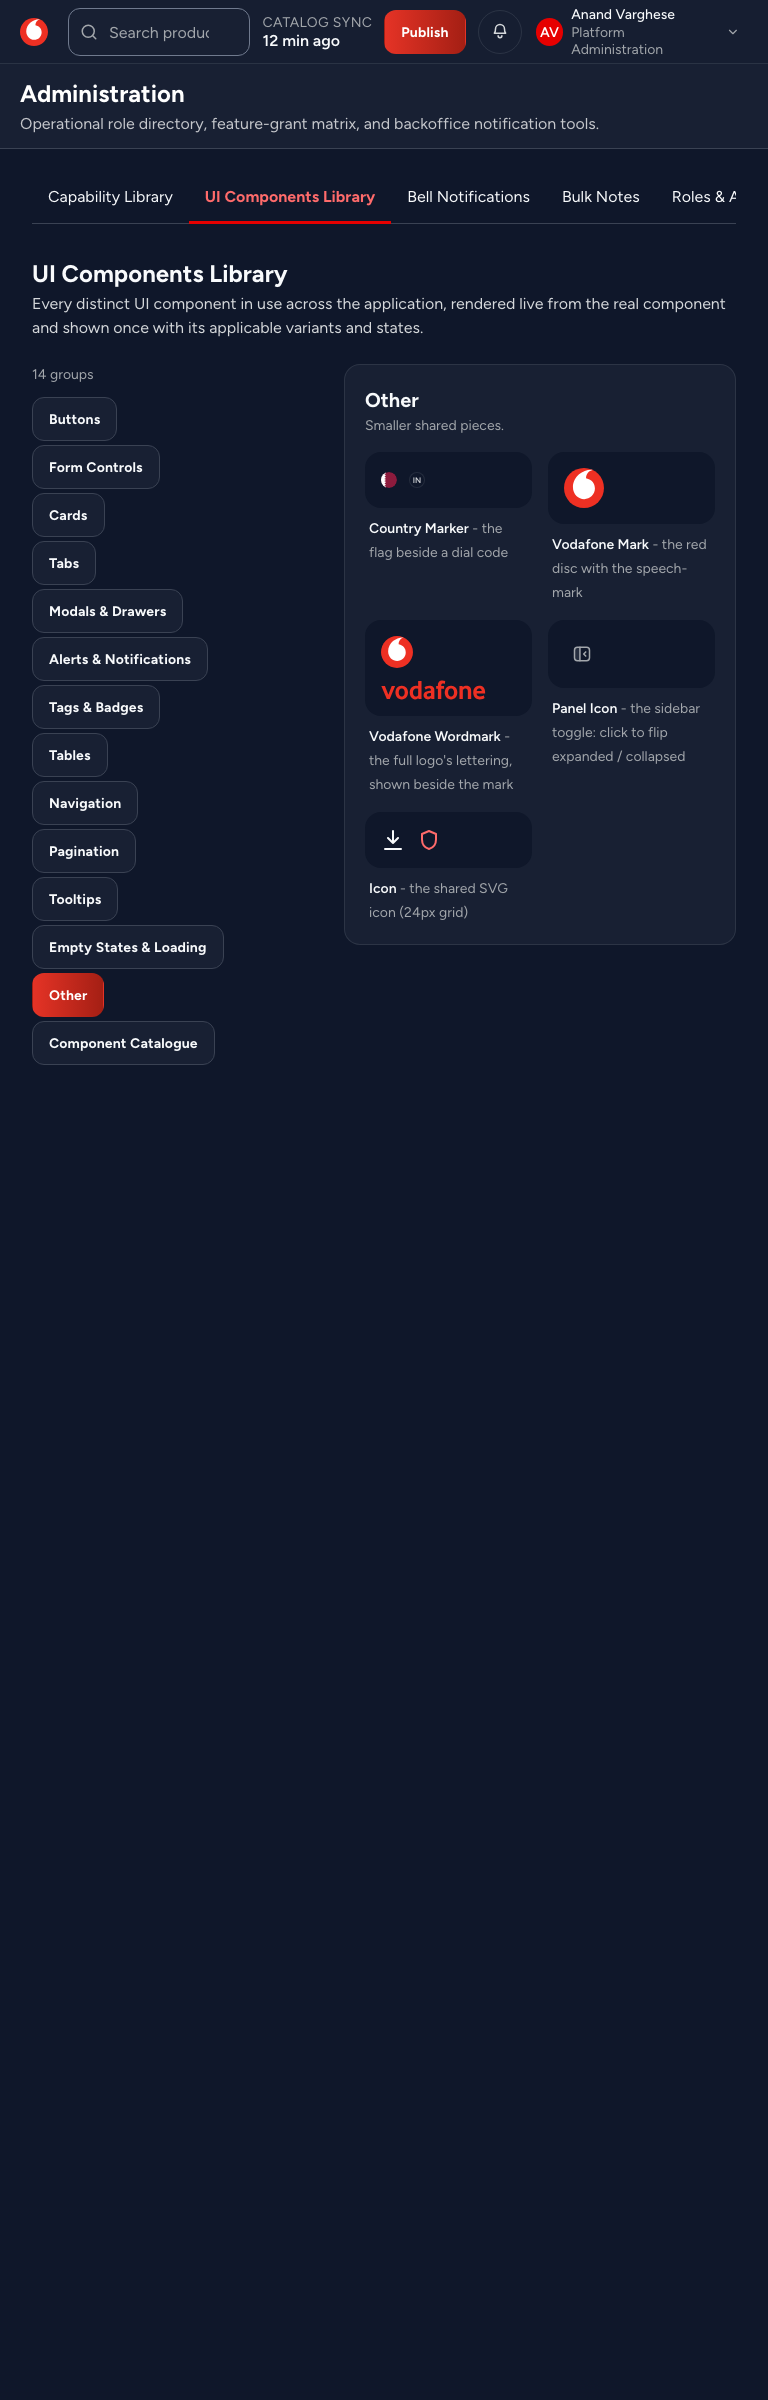 Search produc
CATALOG SYNC
12 min ago
Publish
AV
Anand Varghese
Platform
Administration
Administration
Operational role directory, feature-grant matrix, and backoffice notification tools.
Capability Library
UI Components Library
Bell Notifications
Bulk Notes
Roles & A
UI Components Library
Every distinct UI component in use across the application, rendered live from the real component
and shown once with its applicable variants and states.
14 groups
Buttons
Form Controls
Cards
Tabs
Modals & Drawers
Alerts & Notifications
Tags & Badges
Tables
Navigation
Pagination
Tooltips
Empty States & Loading
Other
Component Catalogue
Other
Smaller shared pieces.
IN
Country Marker - the
flag beside a dial code
Vodafone Mark - the red
disc with the speech-
mark
vodafone
Vodafone Wordmark -
the full logo's lettering,
shown beside the mark
Panel Icon - the sidebar
toggle: click to flip
expanded / collapsed
Icon - the shared SVG
icon (24px grid)